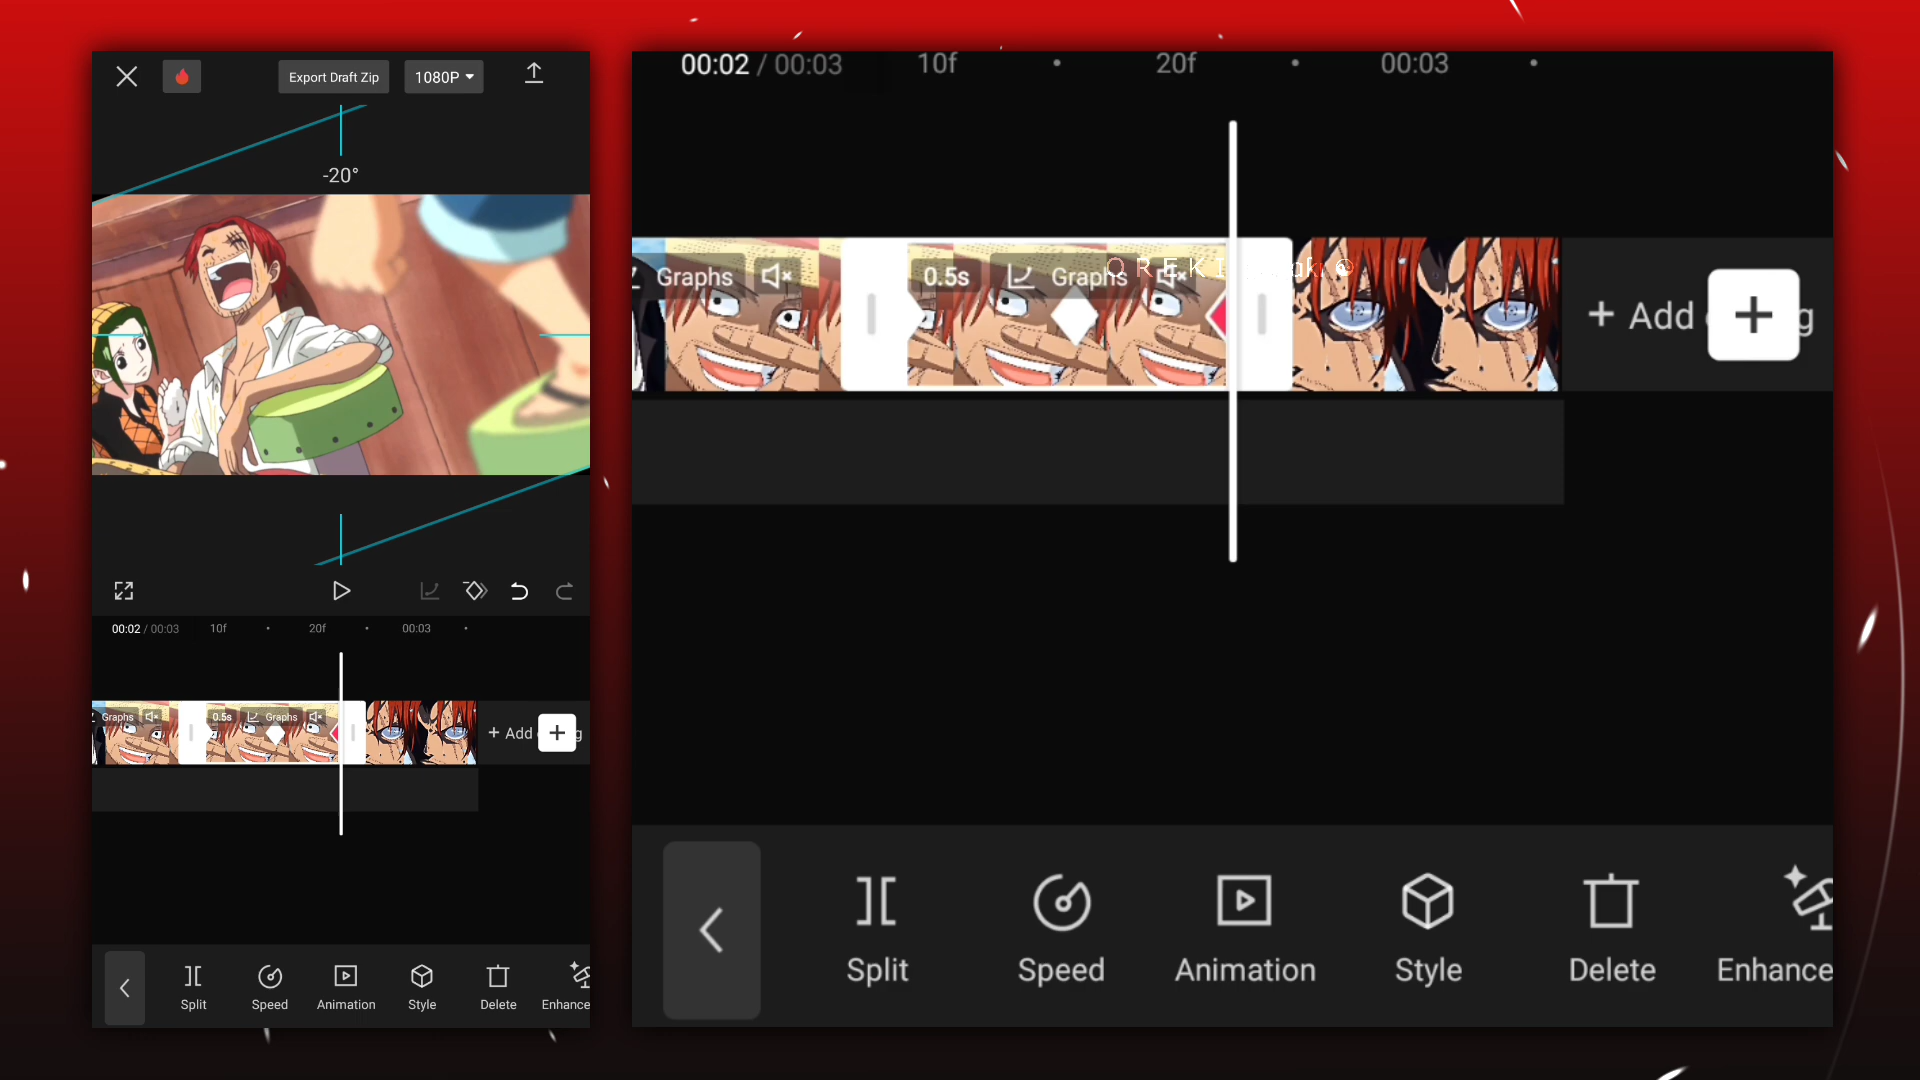 Export Draft Zip
1080P
-20°
00:02 / 00:03 10f 20f 00:03
Graphs 0.5s Graphs
+ Add
Split Speed Animation Style Delete Enhance
00:02 / 00:03 10f 20f 00:03
Graphs 0.5s Graphs
+ Add
Split Speed Animation Style Delete Enhance